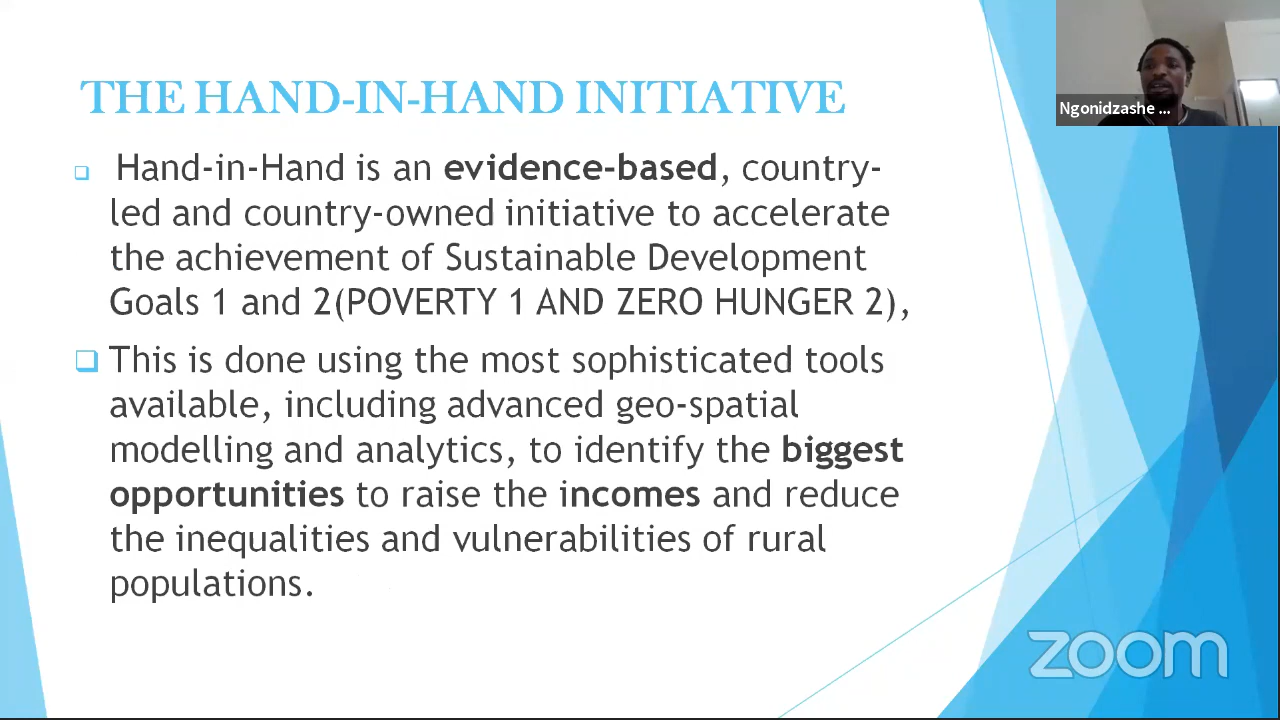 THE HAND-IN-HAND INITIATIVE
Ngonidzashe ...
Hand-in-Hand is an evidence-based, country-
led and country-owned initiative to accelerate
the achievement of Sustainable Development
Goals 1 and 2(POVERTY 1 AND ZERO HUNGER 2),
This is done using the most sophisticated tools
available, including advanced geo-spatial
modelling and analytics, to identify the biggest
opportunities to raise the incomes and reduce
the inequalities and vulnerabilities of rural
populations.
zoom